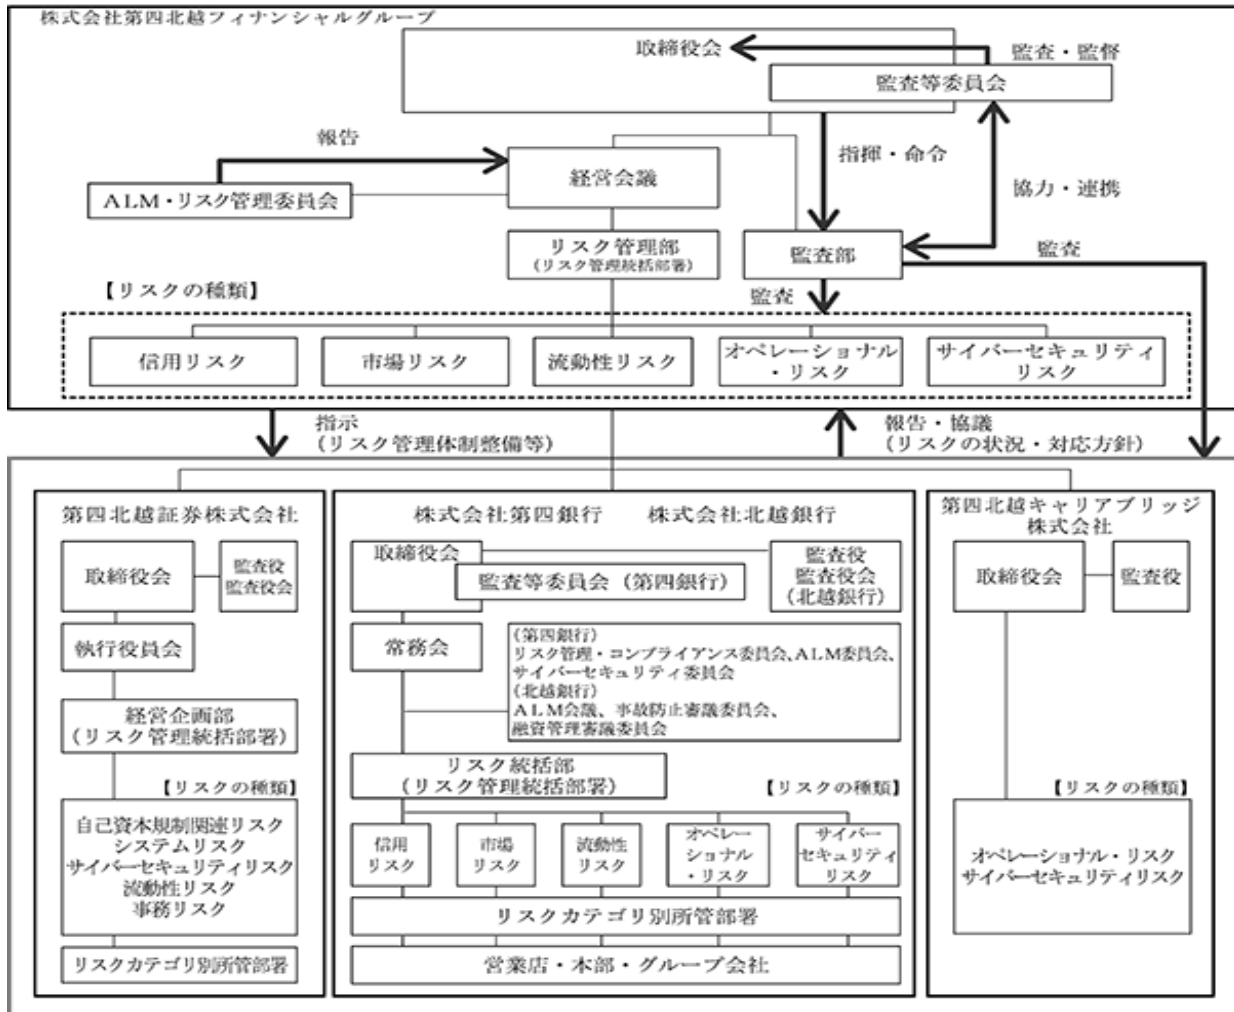 株式会社第四北越フィナンシャルグループ
取締役会
監査・監督
監査等委員会
報告
指揮・命令
経営会議
協力・連携
ALM・リスク管理委員会
リスク管理部
(リスク管理統括部署)
監査部
監査
監査
【リスクの種類】
信用リスク
市場リスク
流動性リスク
オペレーショナル
・リスク
サイバーセキュリティ
リスク
指示
(リスク管理体制整備等)
報告・協議
(リスクの状況・対応方針)
第四北越証券株式会社
取締役会
監査役
監査役会
執行役員会
経営企画部
(リスク管理統括部署)
【リスクの種類】
自己資本規制関連リスク
システムリスク
サイバーセキュリティリスク
流動性リスク
事務リスク
リスクカテゴリ別所管部署
株式会社第四銀行 株式会社北越銀行
取締役会
監査等委員会(第四銀行)
監査役
監査役会
(北越銀行)
常務会
(第四銀行)
リスク管理・コンプライアンス委員会、ALM委員会、
サイバーセキュリティ委員会
(北越銀行)
ALM会議、事故防止審議委員会、
融資管理審議委員会
リスク統括部
(リスク管理統括部署)
【リスクの種類】
信用
リスク
市場
リスク
流動性
リスク
オペレー
ショナル
・リスク
サイバー
セキュリティ
リスク
リスクカテゴリ別所管部署
営業店・本部・グループ会社
第四北越キャリアブリッジ
株式会社
取締役会
監査役
【リスクの種類】
オペレーショナル・リスク
サイバーセキュリティリスク